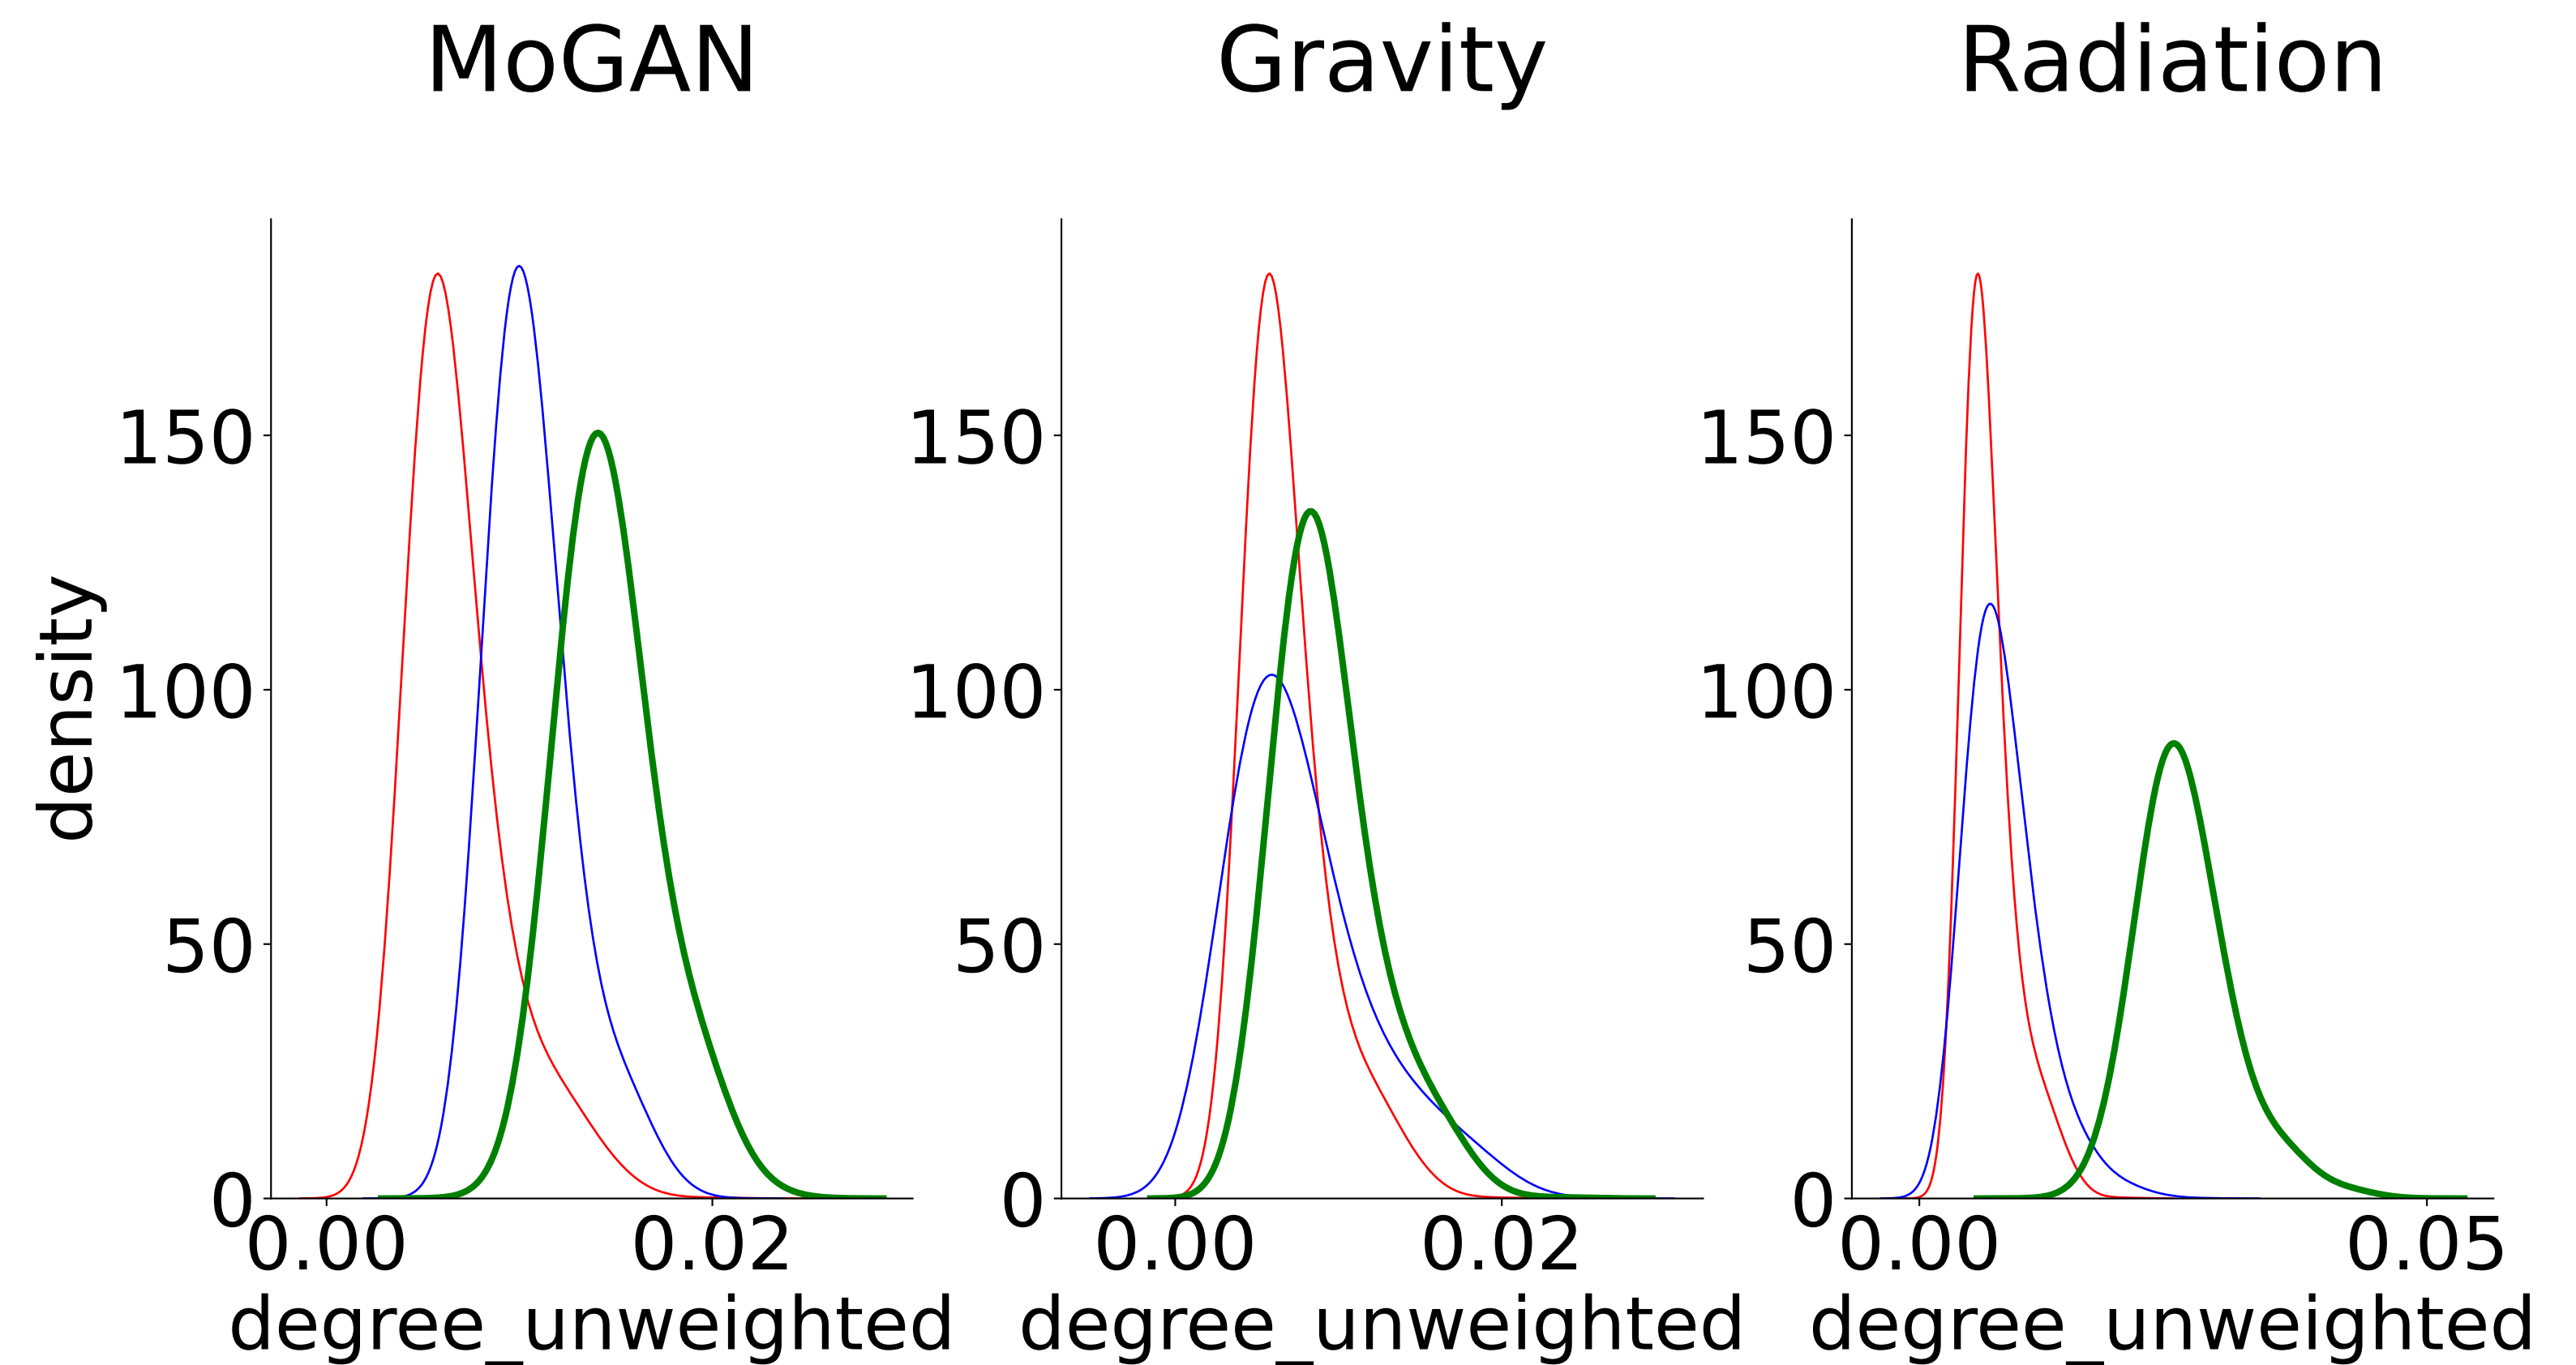 MoGAN Gravity Radiation
density
150 150 150
100 100 100
50 50 50
0 0 0
0.00 0.02 0.00 0.02 0.00 0.05
degree_unweighted degree_unweighted degree_unweighted